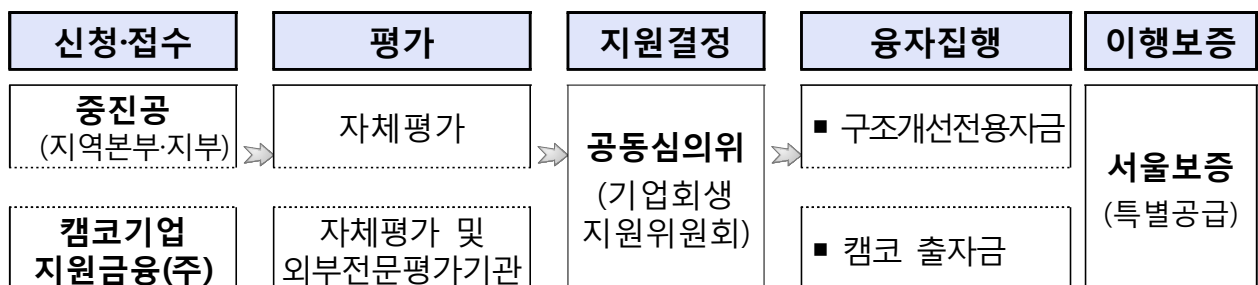 신청·접수
평가
지원결정
융자집행
이행보증
중진공
(지역본부·지부)
자체평가
공동심의위
(기업회생
지원위원회)
▪ 구조개선전용자금
서울보증
(특별공급)
캠코기업
지원금융(주)
자체평가 및
외부전문평가기관
▪ 캠코 출자금